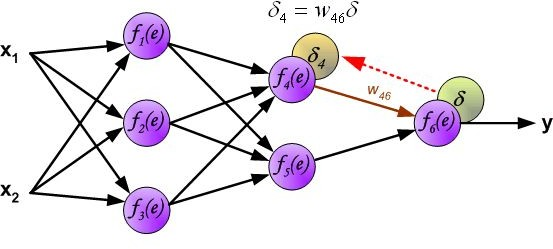 δ₄ = w₄₆δ
f₁(e)
δ₄
x₁
f₄(e)
w₄₆
δ
f₂(e)
f₆(e)
y
f₅(e)
x₂
f₃(e)